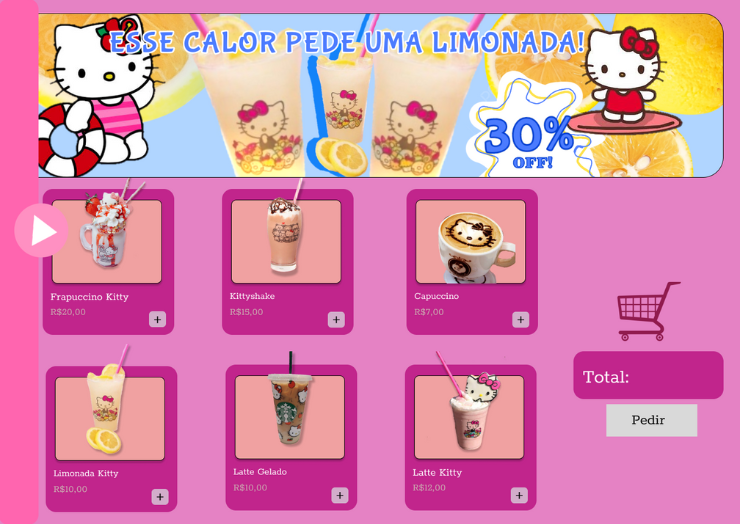 ESSE CALOR PEDE UMA LIMONADA!
30%
OFF!
Frapuccino Kitty
R$20,00
+
Kittyshake
R$15,00
+
Capuccino
R$7,00
+
Limonada Kitty
R$10,00
+
Latte Gelado
R$10,00
+
Latte Kitty
R$12,00
+
Total:
Pedir